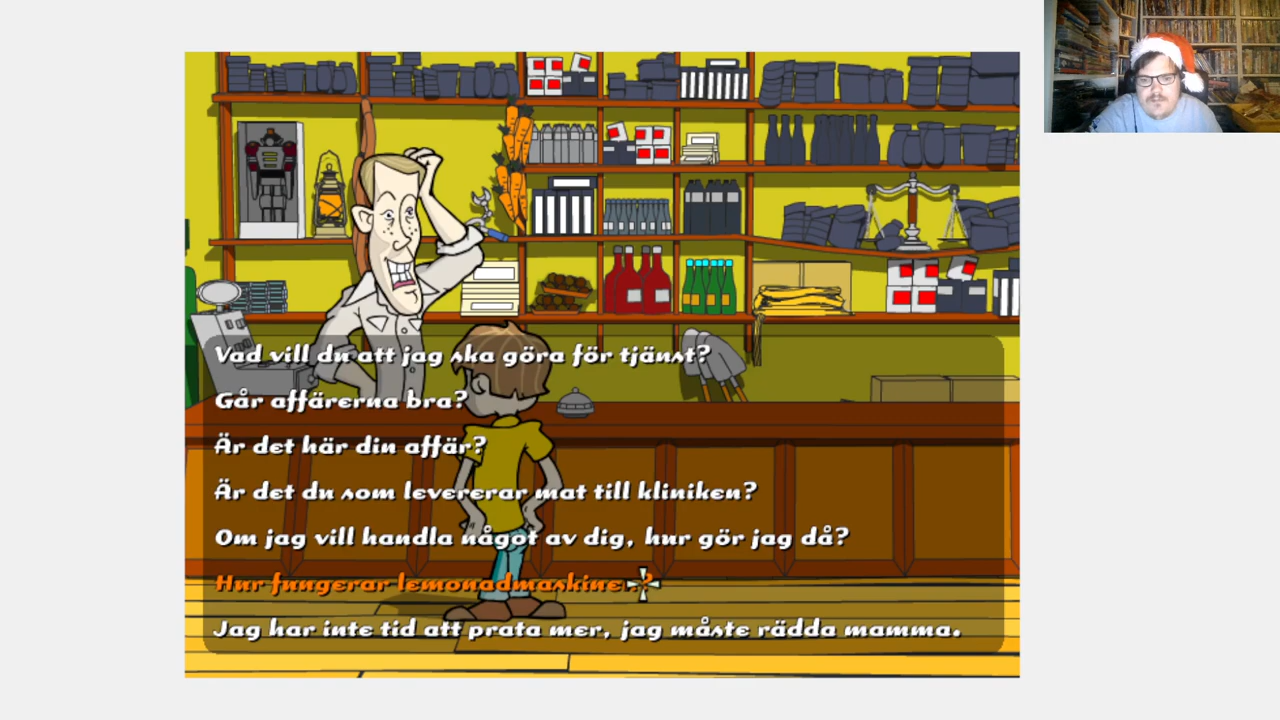 Vad vill du att jag ska göra för tjänst?
Går affärerna bra?
Är det här din affär?
Är det du som levererar mat till kliniken?
Om jag vill handla något av dig, hur gör jag då?
Hur fungerar lemonadmaskinen?
Jag har inte tid att prata mer, jag måste rädda mamma.